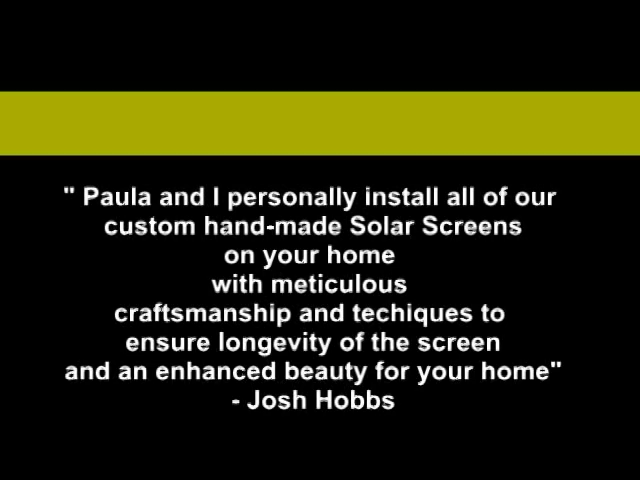 " Paula and I personally install all of our
custom hand-made Solar Screens
on your home
with meticulous
craftsmanship and techiques to
ensure longevity of the screen
and an enhanced beauty for your home"
- Josh Hobbs